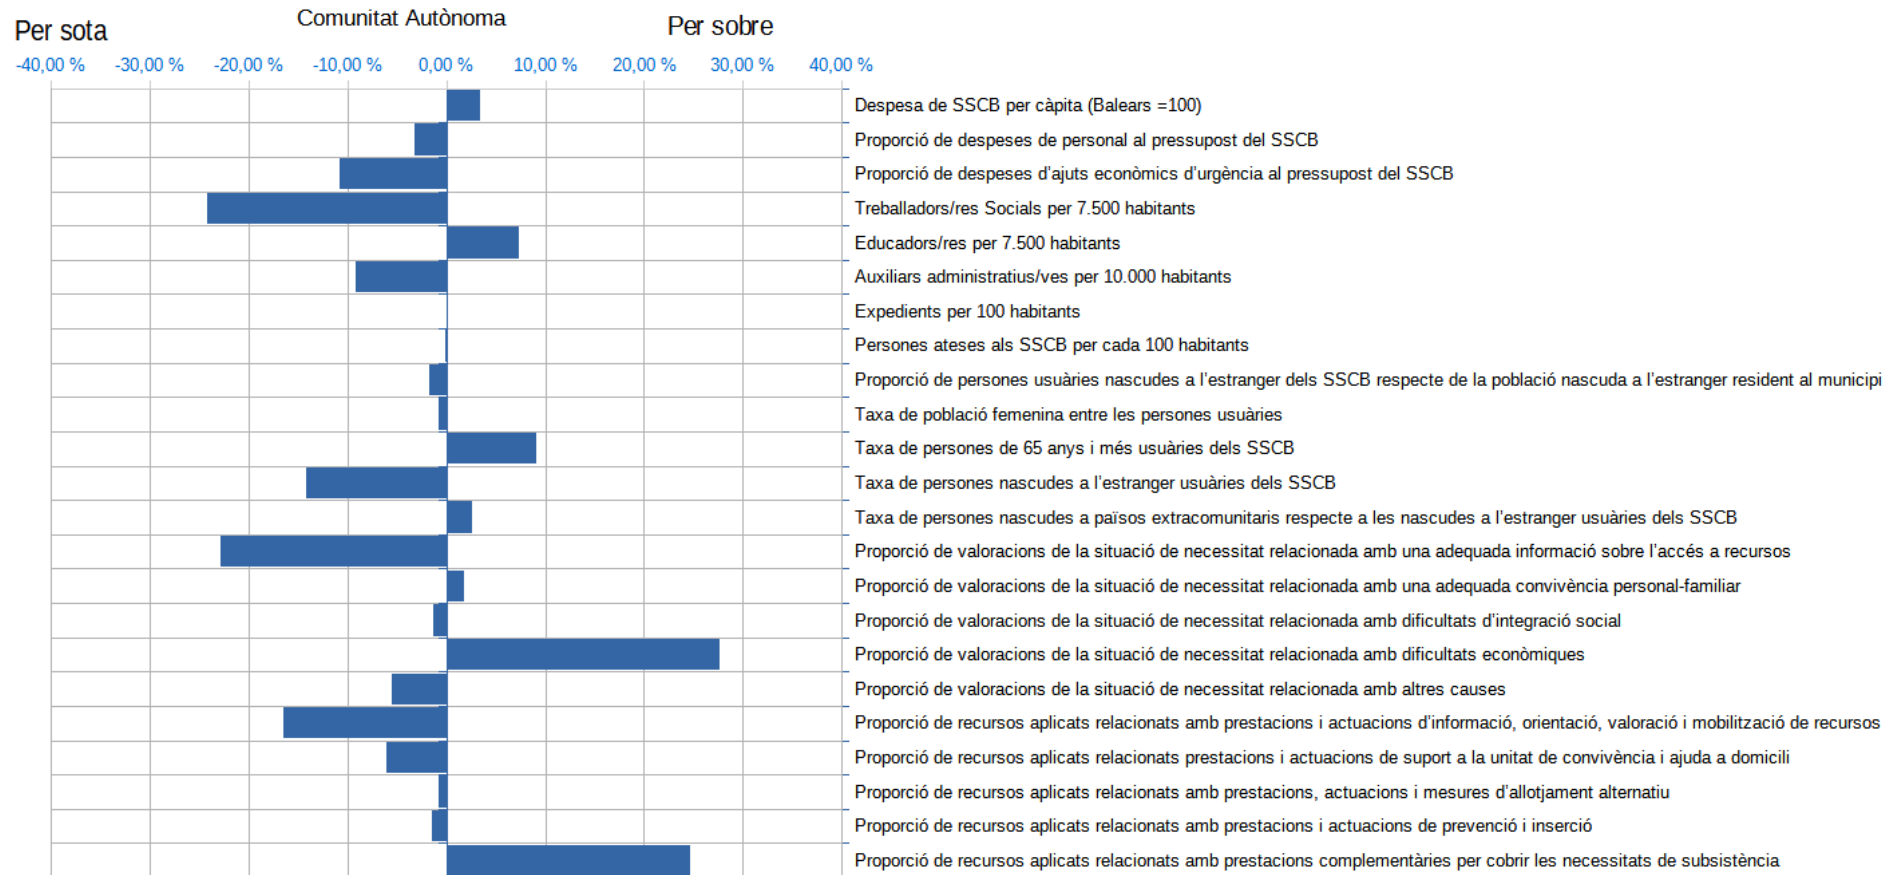 Comunitat Autònoma
Per sota
Per sobre
-40,00 % -30,00 % -20,00 % -10,00 % 0,00 % 10,00 % 20,00 % 30,00 % 40,00 %
Despesa de SSCB per càpita (Balears =100)
Proporció de despeses de personal al pressupost del SSCB
Proporció de despeses d’ajuts econòmics d’urgència al pressupost del SSCB
Treballadors/res Socials per 7.500 habitants
Educadors/res per 7.500 habitants
Auxiliars administratius/ves per 10.000 habitants
Expedients per 100 habitants
Persones ateses als SSCB per cada 100 habitants
Proporció de persones usuàries nascudes a l’estranger dels SSCB respecte de la població nascuda a l’estranger resident al municipi
Taxa de població femenina entre les persones usuàries
Taxa de persones de 65 anys i més usuàries dels SSCB
Taxa de persones nascudes a l’estranger usuàries dels SSCB
Taxa de persones nascudes a països extracomunitaris respecte a les nascudes a l’estranger usuàries dels SSCB
Proporció de valoracions de la situació de necessitat relacionada amb una adequada informació sobre l’accés a recursos
Proporció de valoracions de la situació de necessitat relacionada amb una adequada convivència personal-familiar
Proporció de valoracions de la situació de necessitat relacionada amb dificultats d’integració social
Proporció de valoracions de la situació de necessitat relacionada amb dificultats econòmiques
Proporció de valoracions de la situació de necessitat relacionada amb altres causes
Proporció de recursos aplicats relacionats amb prestacions i actuacions d’informació, orientació, valoració i mobilització de recursos
Proporció de recursos aplicats relacionats prestacions i actuacions de suport a la unitat de convivència i ajuda a domicili
Proporció de recursos aplicats relacionats amb prestacions, actuacions i mesures d’allotjament alternatiu
Proporció de recursos aplicats relacionats amb prestacions i actuacions de prevenció i inserció
Proporció de recursos aplicats relacionats amb prestacions complementàries per cobrir les necessitats de subsistència